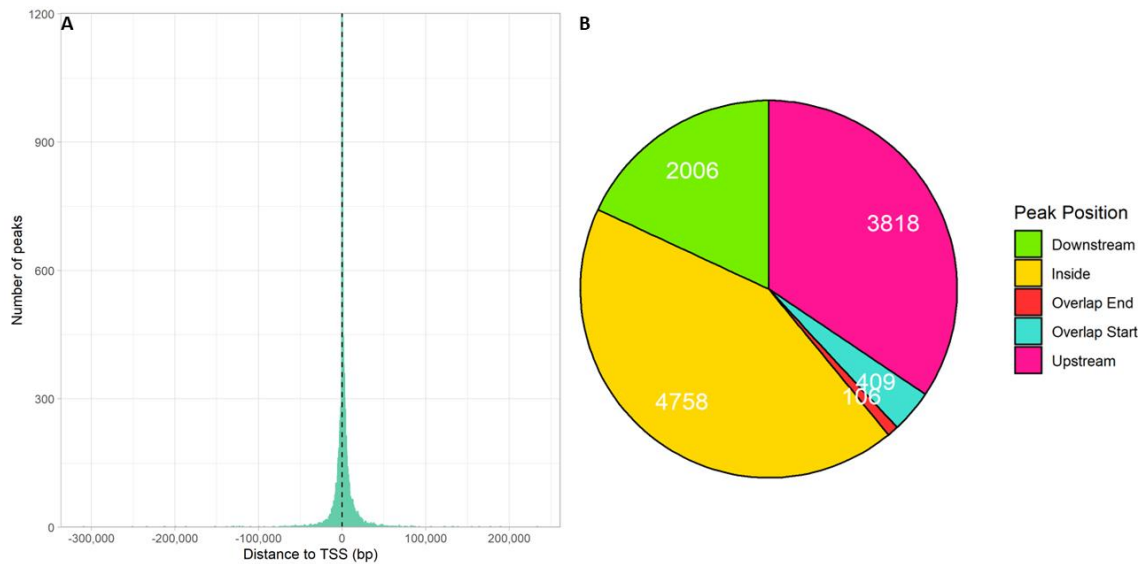 A
1200
900
600
300
0
Number of peaks
-300,000 -200,000 -100,000 0 100,000 200,000
Distance to TSS (bp)
B
2006
3818
4758
409
106
Peak Position
Downstream
Inside
Overlap End
Overlap Start
Upstream